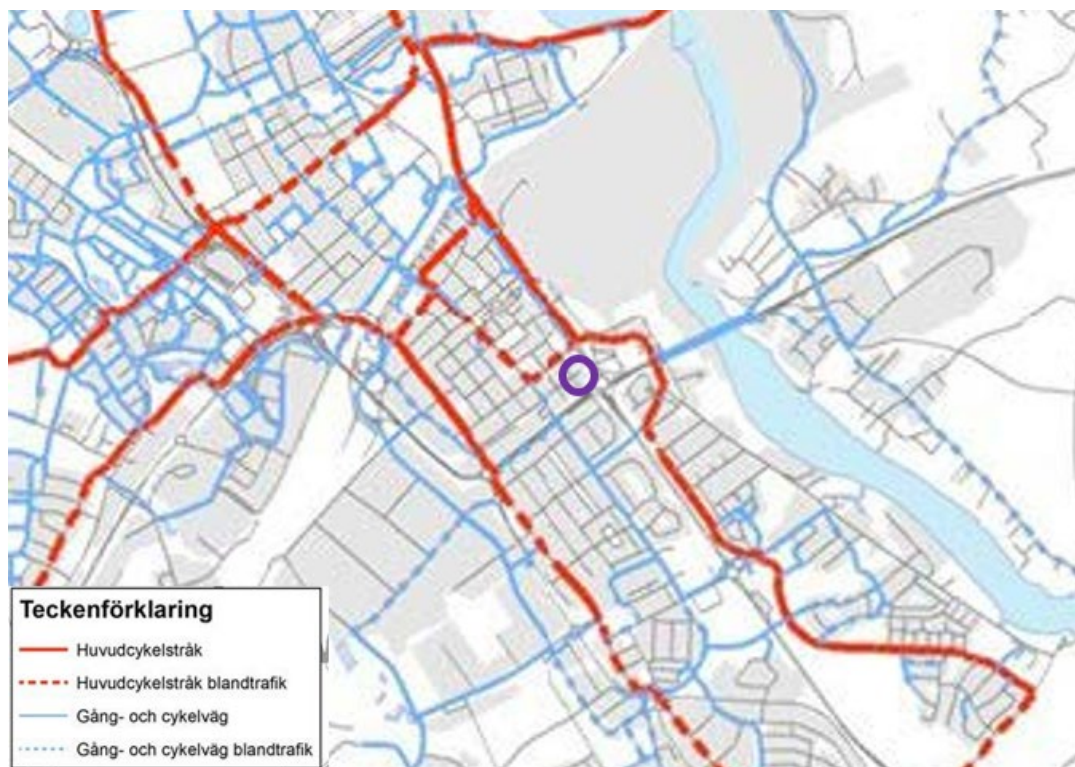 Teckenförklaring
Huvudcykelstråk
Huvudcykelstråk blandtrafik
Gång- och cykelväg
Gång- och cykelväg blandtrafik